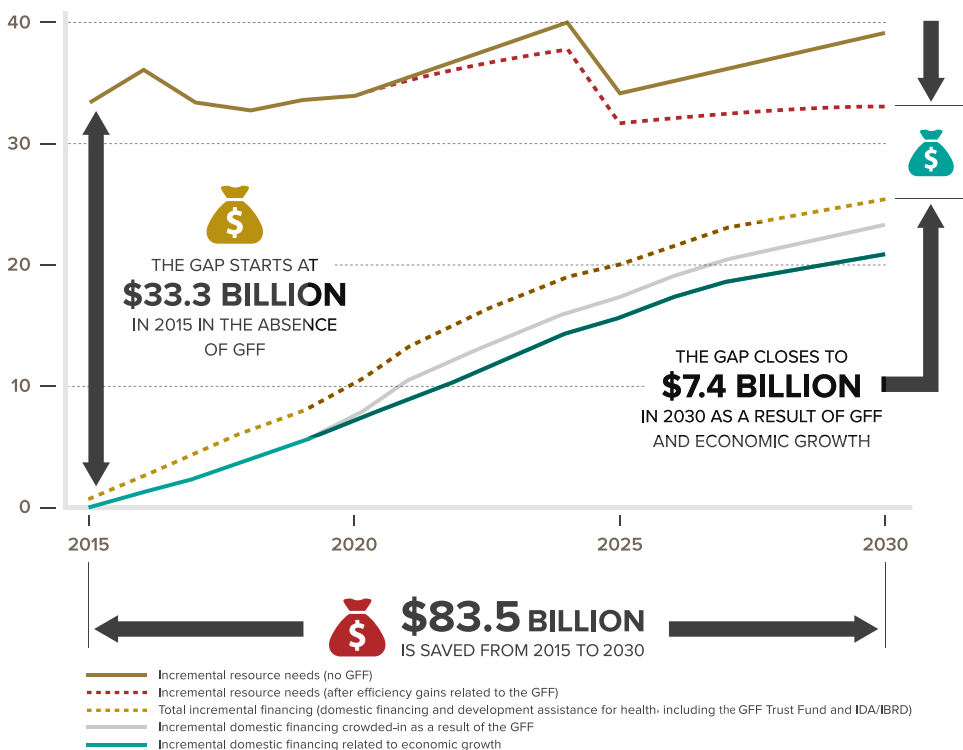 40
30
20
10
0
$
THE GAP STARTS AT
$33.3 BILLION
IN 2015 IN THE ABSENCE
OF GFF
$
THE GAP CLOSES TO
$7.4 BILLION
IN 2030 AS A RESULT OF GFF
AND ECONOMIC GROWTH
2015 2020 2025 2030
$
$83.5 BILLION
IS SAVED FROM 2015 TO 2030
Incremental resource needs (no GFF)
Incremental resource needs (after efficiency gains related to the GFF)
Total incremental financing (domestic financing and development assistance for health, including the GFF Trust Fund and IDA/IBRD)
Incremental domestic financing crowded-in as a result of the GFF
Incremental domestic financing related to economic growth